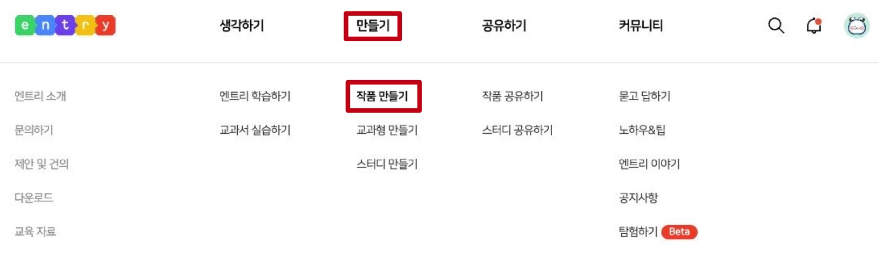 entry 생각하기 만들기 공유하기 커뮤니티
엔트리 소개 엔트리 학습하기 작품 만들기 작품 공유하기 묻고 답하기
문의하기 교과서 실습하기 교과형 만들기 스터디 공유하기 노하우&팁
제안 및 건의 스터디 만들기 엔트리 이야기
다운로드 공지사항
교육 자료 탐험하기 Beta